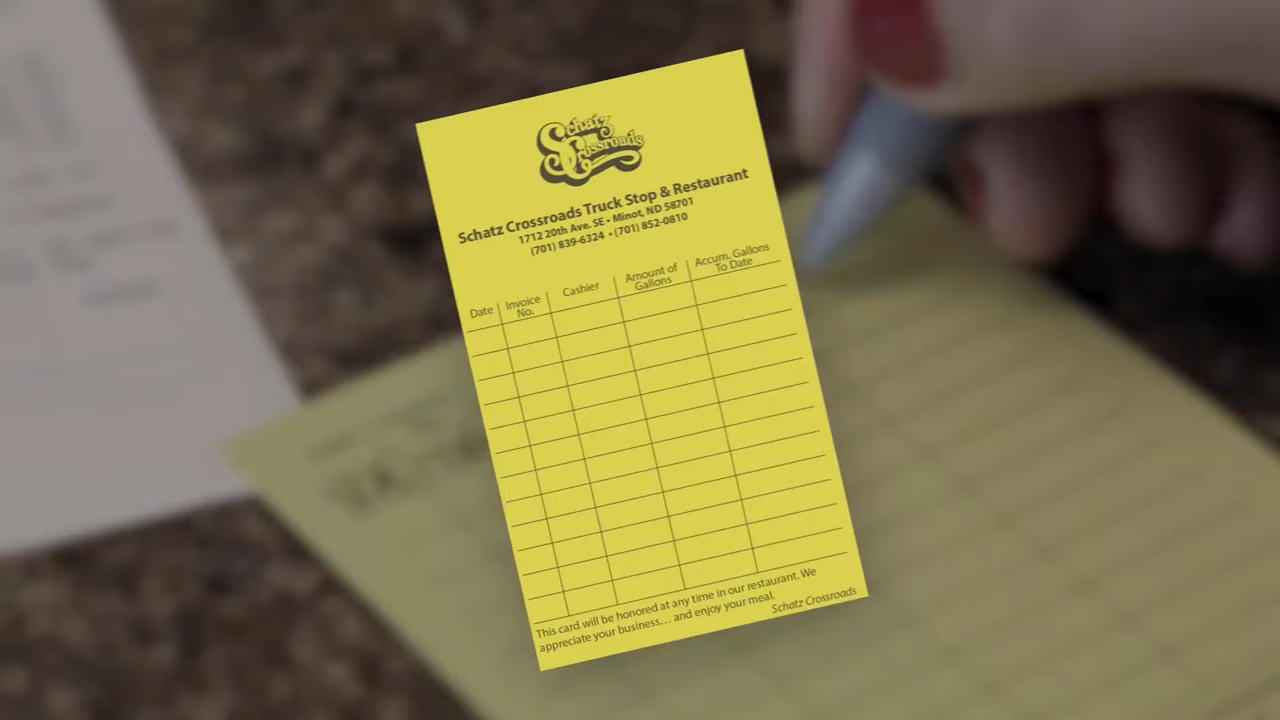 Schatz
Crossroads
Schatz Crossroads Truck Stop & Restaurant
1712 20th Ave. SE • Minot, ND 58701
(701) 839-6324 • (701) 852-0810
Date Invoice No. Cashier Amount of Gallons Accum. Gallons To Date
This card will be honored at any time in our restaurant. We
appreciate your business… and enjoy your meal.
Schatz Crossroads